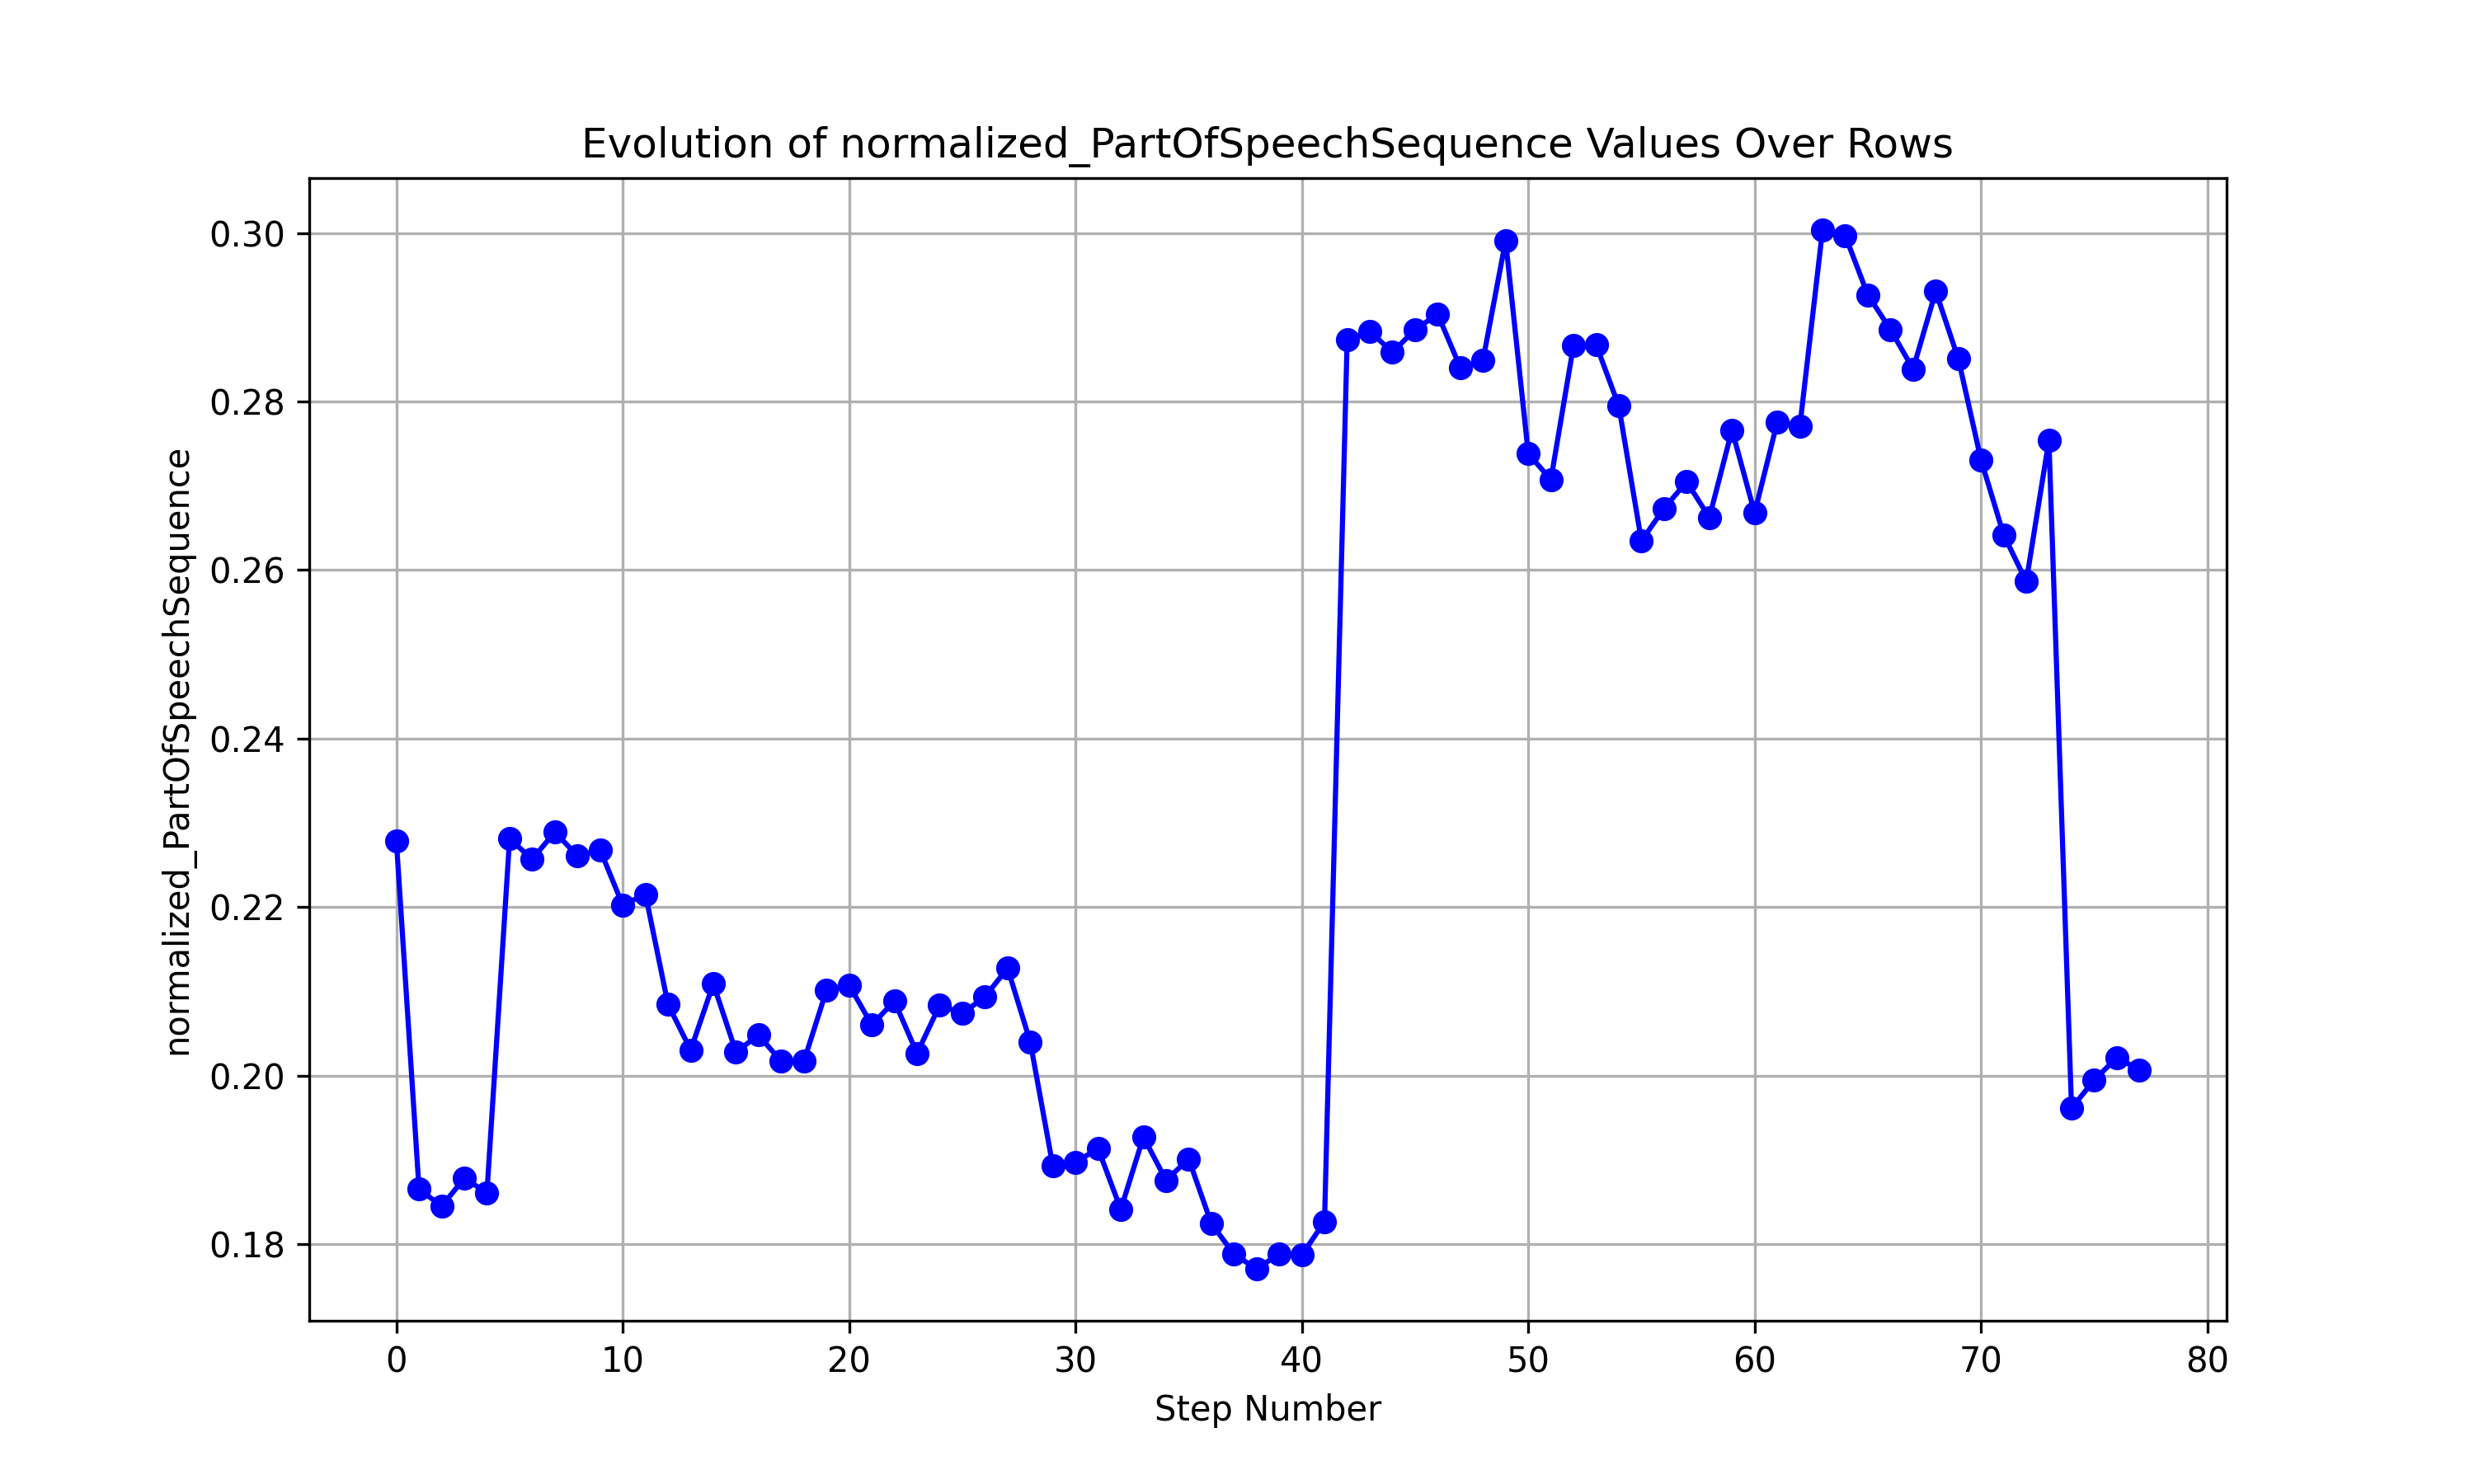 Evolution of normalized_PartOfSpeechSequence Values Over Rows
normalized_PartOfSpeechSequence
0.30
0.28
0.26
0.24
0.22
0.20
0.18
0 10 20 30 40 50 60 70 80
Step Number